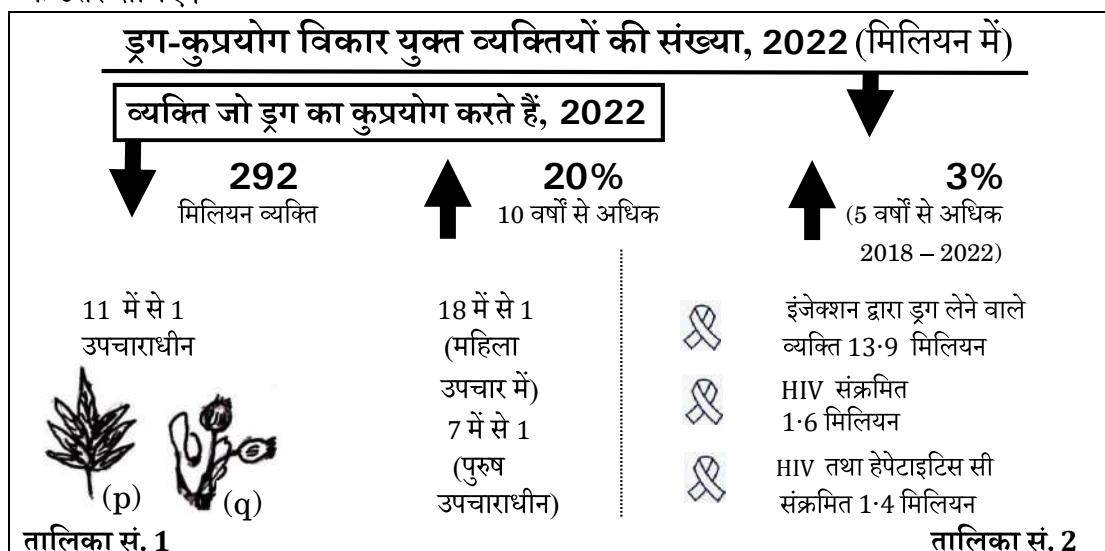 ड्रग-कुप्रयोग विकार युक्त व्यक्तियों की संख्या, 2022 (मिलियन में)
व्यक्ति जो ड्रग का कुप्रयोग करते हैं, 2022
292
मिलियन व्यक्ति
20%
10 वर्षों से अधिक
3%
(5 वर्षों से अधिक
2018 – 2022)
11 में से 1
उपचाराधीन
(p)
(q)
18 में से 1
(महिला
उपचार में)
7 में से 1
(पुरुष
उपचाराधीन)
इंजेक्शन द्वारा ड्रग लेने वाले
व्यक्ति 13·9 मिलियन
HIV संक्रमित
1·6 मिलियन
HIV तथा हेपेटाइटिस सी
संक्रमित 1·4 मिलियन
तालिका सं. 1
तालिका सं. 2